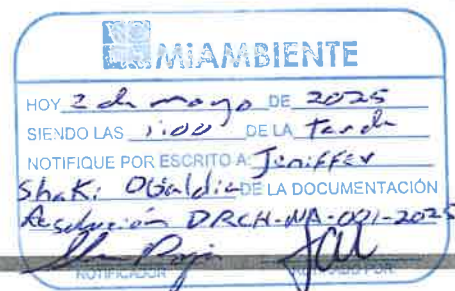 MiAMBIENTE
HOY 2 de mayo DE 2025
SIENDO LAS 1:00 DE LA Tarde
NOTIFIQUE POR ESCRITO A: Jeniffer
Shaki Obaldia DE LA DOCUMENTACIÓN
Resolución DRCH-NA-021-2025
NOTIFICADOR